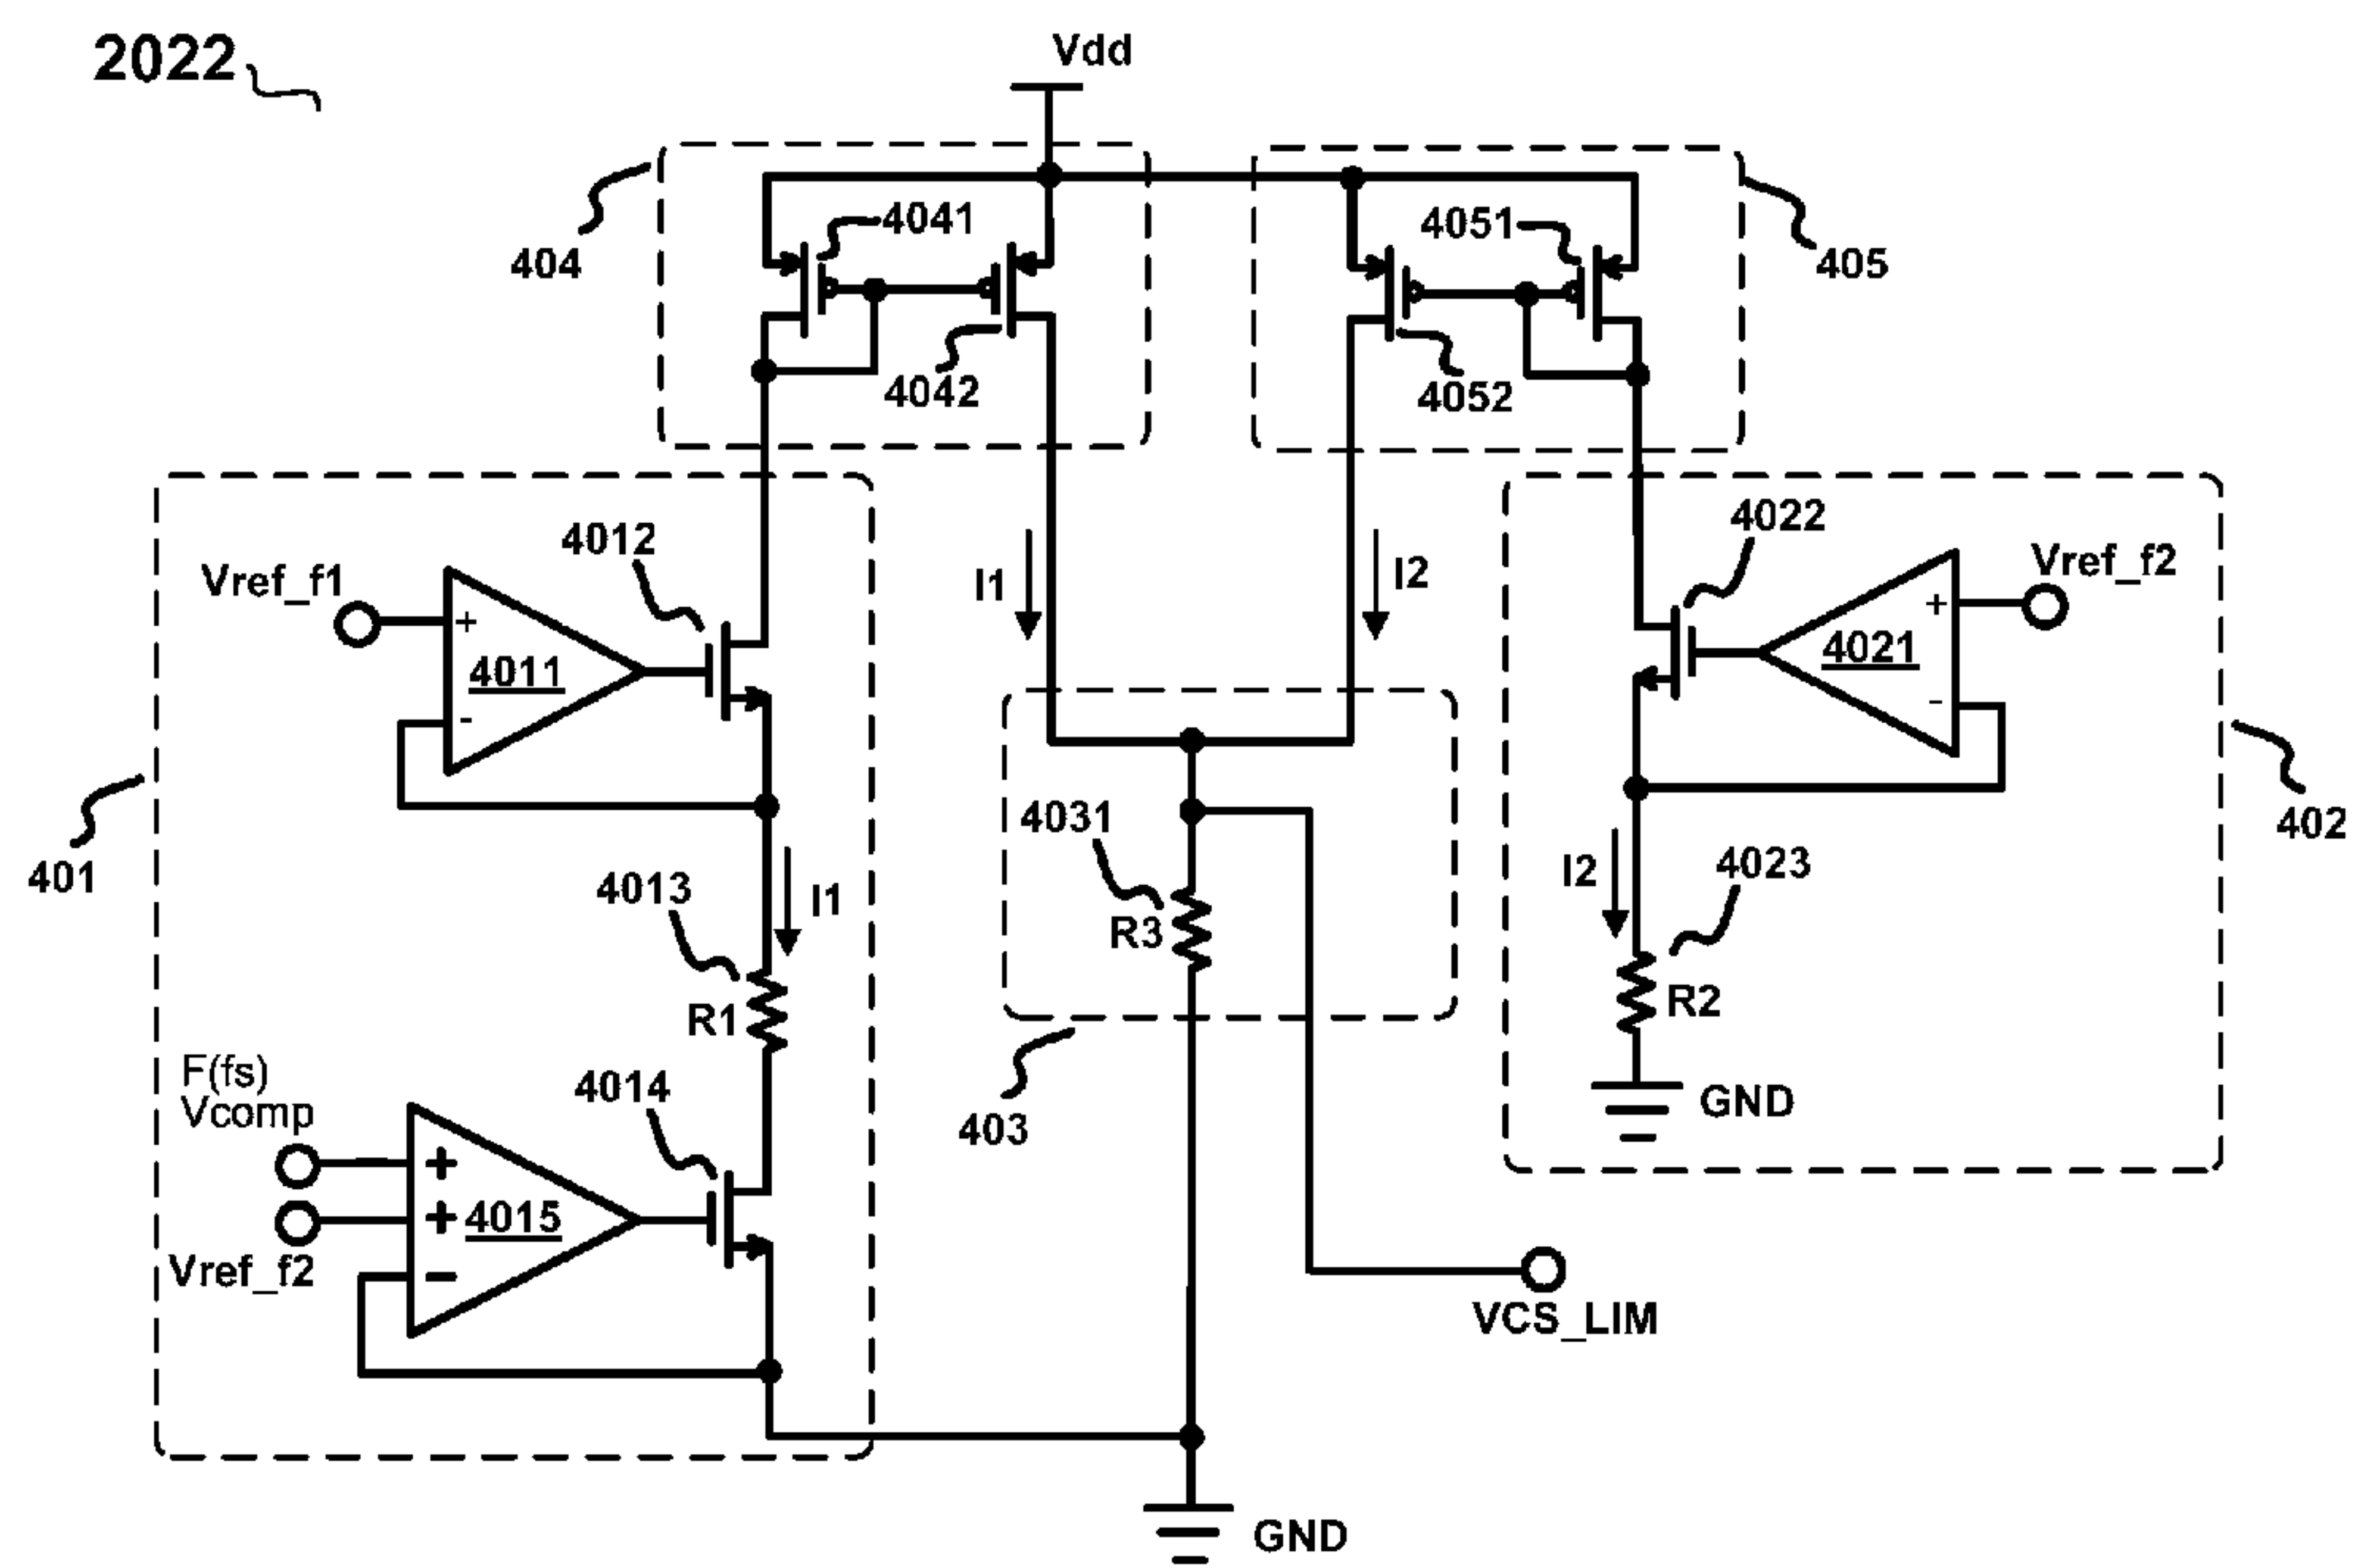 2022
Vdd
404
4041
4042
4051
4052
405
Vref_f1
+
4011
-
4012
I1
I2
4022
Vref_f2
+
4021
-
401
4013
I1
R1
4031
R3
403
I2
4023
R2
402
GND
F(fs)
Vcomp
+
+
4015
-
Vref_f2
4014
VCS_LIM
GND